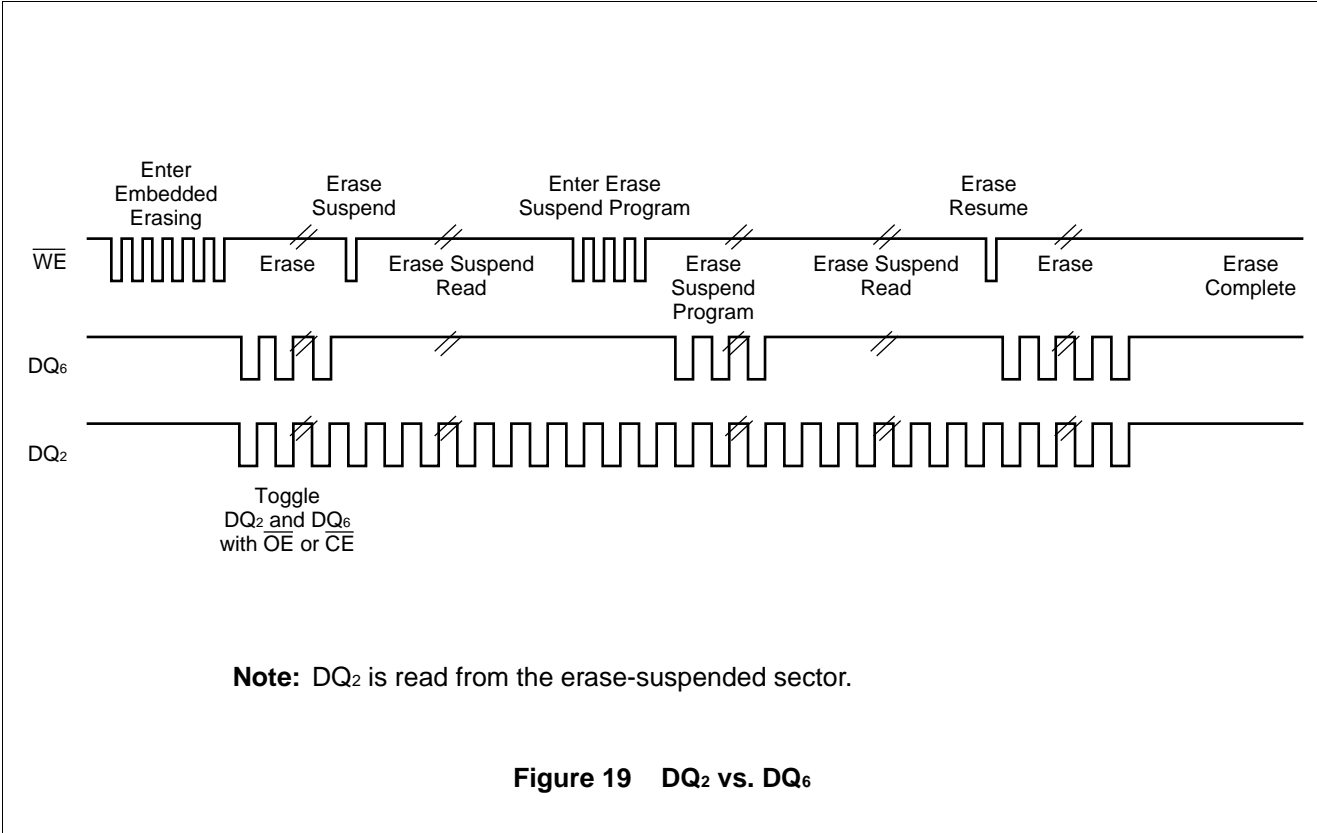 Enter
Embedded
Erasing
Erase
Suspend
Enter Erase
Suspend Program
Erase
Resume
WE
Erase
Erase Suspend
Read
Erase
Suspend
Program
Erase Suspend
Read
Erase
Erase
Complete
DQ6
DQ2
Toggle
DQ2 and DQ6
with OE or CE
Note: DQ2 is read from the erase-suspended sector.
Figure 19 DQ2 vs. DQ6